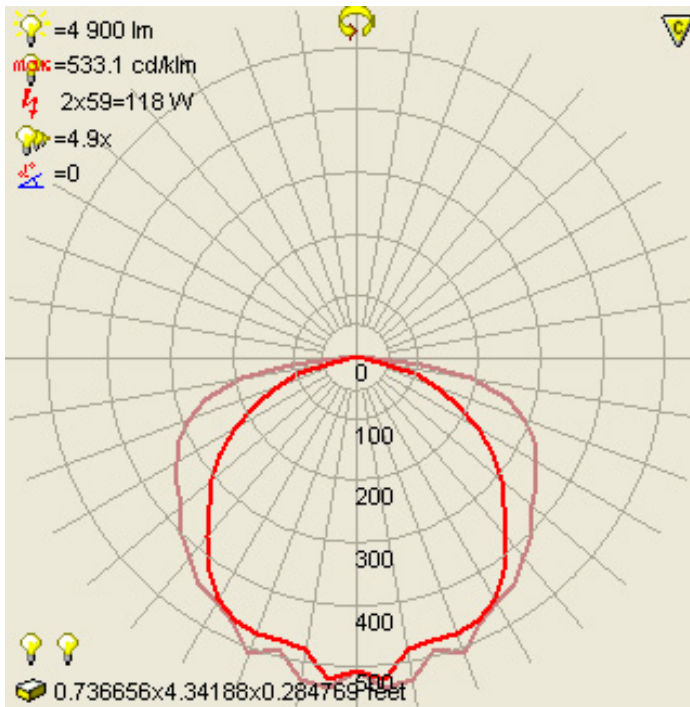 =4 900 lm
max=533.1 cd/klm
2x59=118 W
=4.9x
d° =0
C
0
100
200
300
400
500
0.736656x4.34188x0.284769 feet